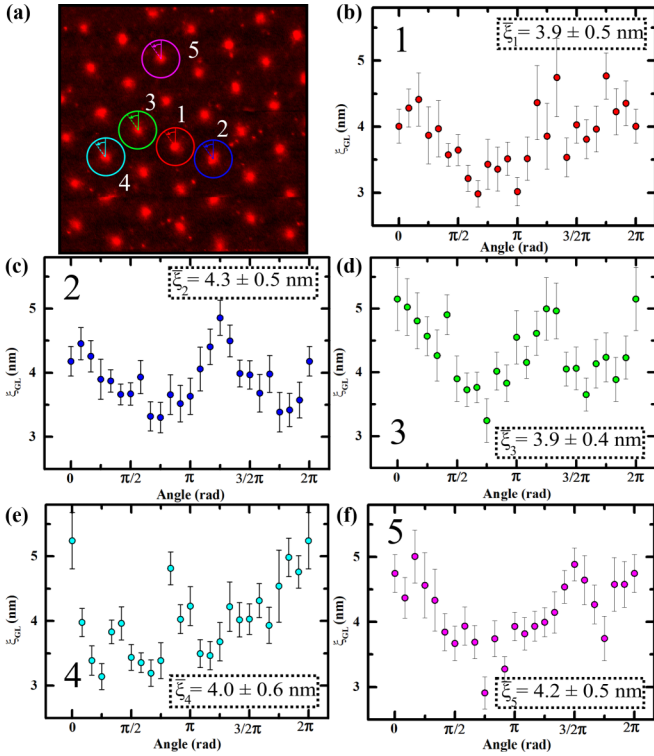 (a)
5
3
1
2
4
(b)
1
ξ̅₁= 3.9 ± 0.5 nm
5
4
3
ξGL (nm)
0 π/2 π 3/2π 2π
Angle (rad)
(c)
2
ξ̅₂= 4.3 ± 0.5 nm
5
4
3
ξGL (nm)
0 π/2 π 3/2π 2π
Angle (rad)
(d)
5
4
3
ξGL (nm)
3
ξ̅₃= 3.9 ± 0.4 nm
0 π/2 π 3/2π 2π
Angle (rad)
(e)
5
4
3
ξGL (nm)
4
ξ̅₄= 4.0 ± 0.6 nm
0 π/2 π 3/2π 2π
Angle (rad)
(f)
5
5
4
3
ξGL (nm)
ξ̅₅= 4.2 ± 0.5 nm
0 π/2 π 3/2π 2π
Angle (rad)